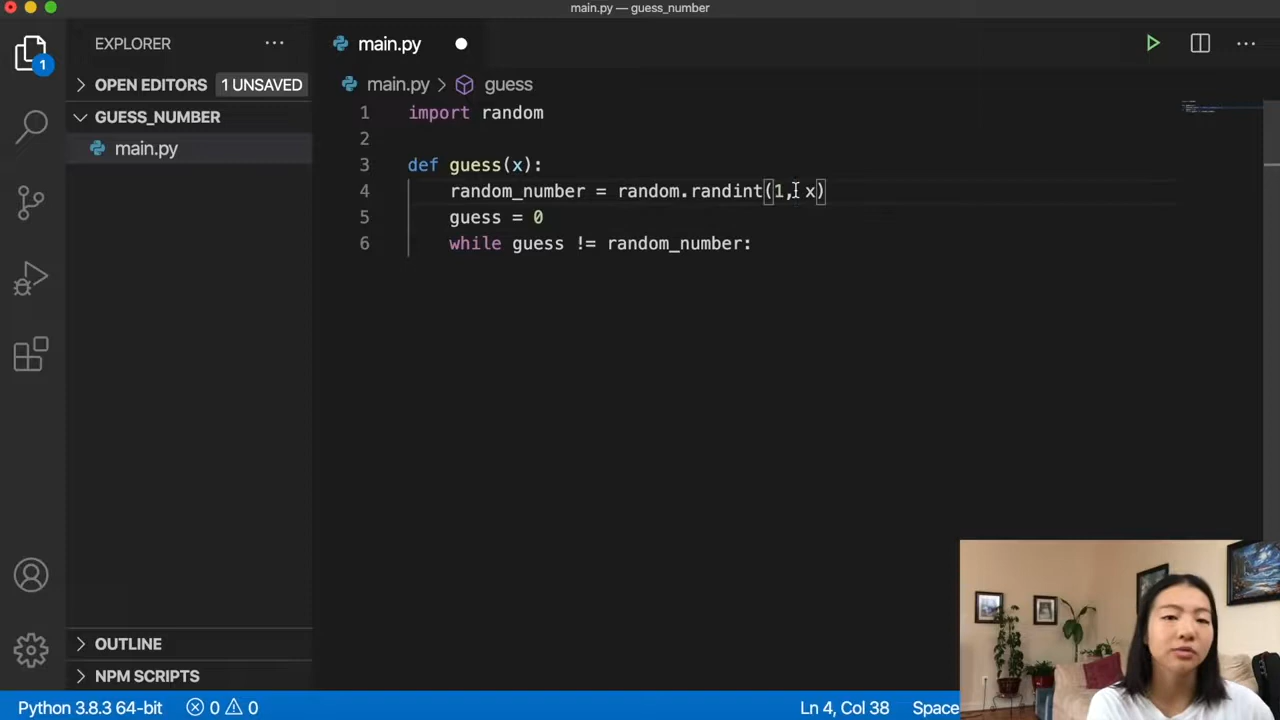 main.py — guess_number
EXPLORER ···
main.py
1
OPEN EDITORS 1 UNSAVED
main.py > guess
GUESS_NUMBER
main.py
1 import random
2
3 def guess(x):
4 random_number = random.randint(1, x)
5 guess = 0
6 while guess != random_number:
OUTLINE
NPM SCRIPTS
Python 3.8.3 64-bit 0 0 Ln 4, Col 38